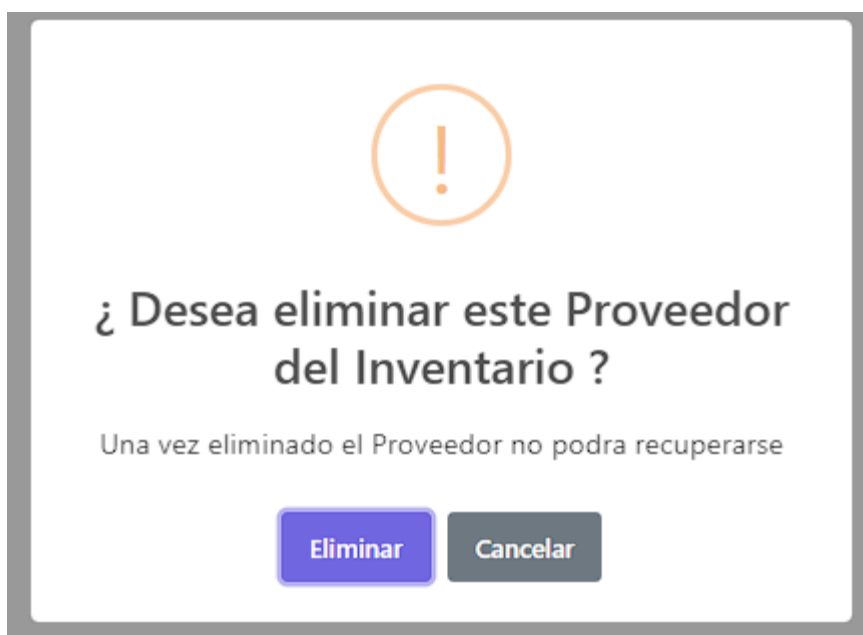 !
¿ Desea eliminar este Proveedor
del Inventario ?
Una vez eliminado el Proveedor no podra recuperarse
Eliminar
Cancelar